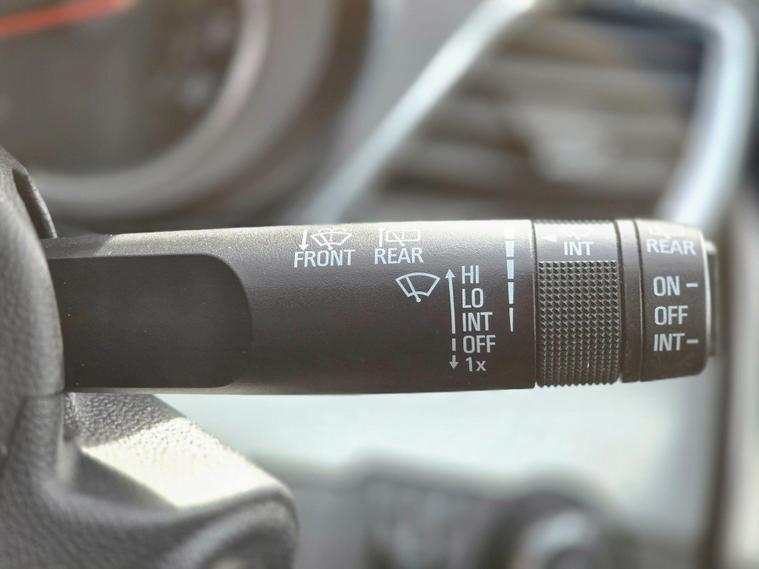 FRONT REAR
HI
LO
INT
OFF
1x
INT
REAR
ON –
OFF
INT –